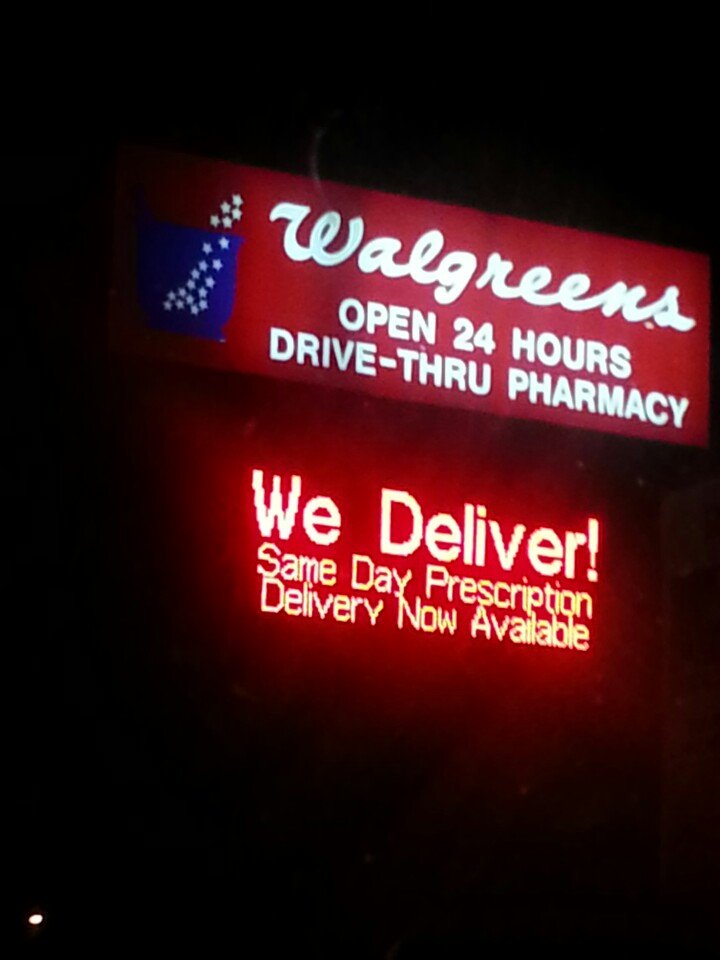 Walgreens
OPEN 24 HOURS
DRIVE-THRU PHARMACY
We Deliver!
Same Day Prescription
Delivery Now Available